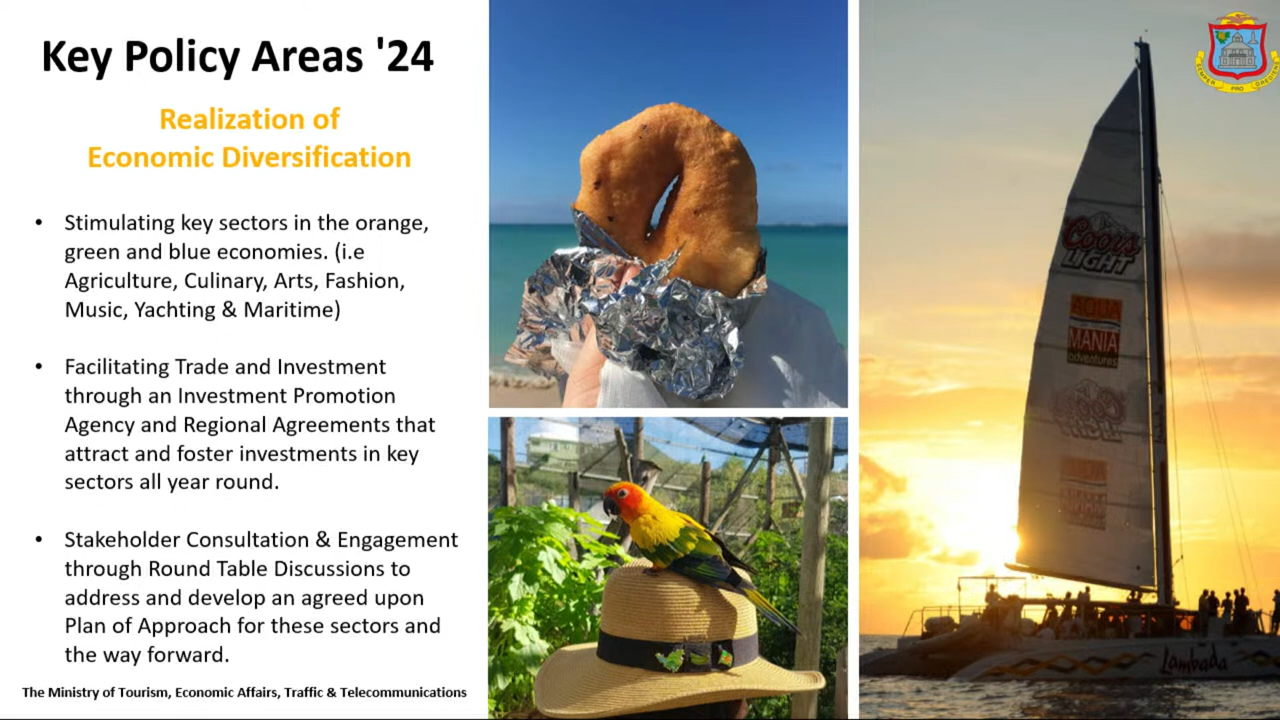 Key Policy Areas '24
Realization of
Economic Diversification
• Stimulating key sectors in the orange,
green and blue economies. (i.e
Agriculture, Culinary, Arts, Fashion,
Music, Yachting & Maritime)
• Facilitating Trade and Investment
through an Investment Promotion
Agency and Regional Agreements that
attract and foster investments in key
sectors all year round.
• Stakeholder Consultation & Engagement
through Round Table Discussions to
address and develop an agreed upon
Plan of Approach for these sectors and
the way forward.
The Ministry of Tourism, Economic Affairs, Traffic & Telecommunications
SEMPER PRO GREDIENS
Coors
LIGHT
AQUA
MANIA
adventures
Lambada